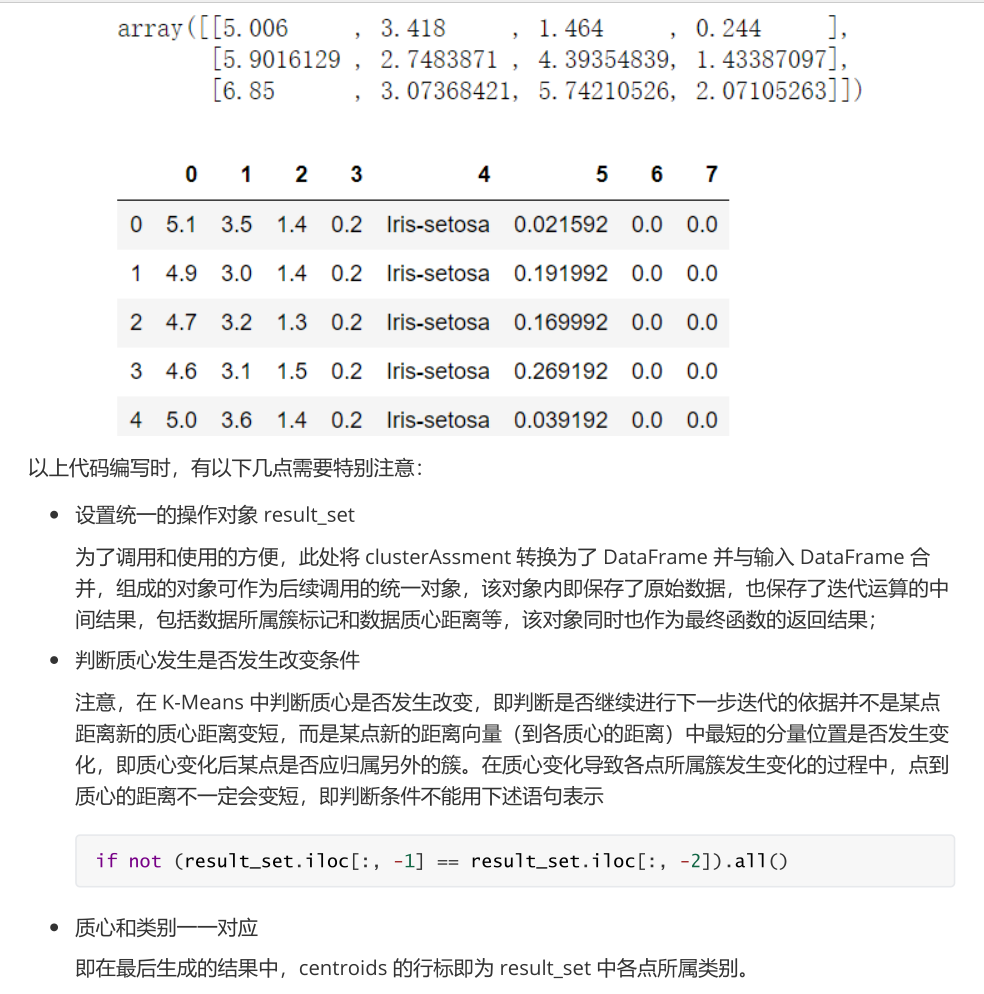 array([[5.006     , 3.418     , 1.464     , 0.244     ],
[5.9016129 , 2.7483871 , 4.39354839, 1.43387097],
[6.85      , 3.07368421, 5.74210526, 2.07105263]])
0 1 2 3 4 5 6 7
0 5.1 3.5 1.4 0.2 Iris-setosa 0.021592 0.0 0.0
1 4.9 3.0 1.4 0.2 Iris-setosa 0.191992 0.0 0.0
2 4.7 3.2 1.3 0.2 Iris-setosa 0.169992 0.0 0.0
3 4.6 3.1 1.5 0.2 Iris-setosa 0.269192 0.0 0.0
4 5.0 3.6 1.4 0.2 Iris-setosa 0.039192 0.0 0.0
以上代码编写时，有以下几点需要特别注意：
• 设置统一的操作对象 result_set
为了调用和使用的方便，此处将 clusterAssment 转换为了 DataFrame 并与输入 DataFrame 合
并，组成的对象可作为后续调用的统一对象，该对象内即保存了原始数据，也保存了迭代运算的中
间结果，包括数据所属簇标记和数据质心距离等，该对象同时也作为最终函数的返回结果；
• 判断质心发生是否发生改变条件
注意，在 K-Means 中判断质心是否发生改变，即判断是否继续进行下一步迭代的依据并不是某点
距离新的质心距离变短，而是某点新的距离向量（到各质心的距离）中最短的分量位置是否发生变
化，即质心变化后某点是否应归属另外的簇。在质心变化导致各点所属簇发生变化的过程中，点到
质心的距离不一定会变短，即判断条件不能用下述语句表示
if not (result_set.iloc[:, -1] == result_set.iloc[:, -2]).all()
• 质心和类别一一对应
即在最后生成的结果中，centroids 的行标即为 result_set 中各点所属类别。